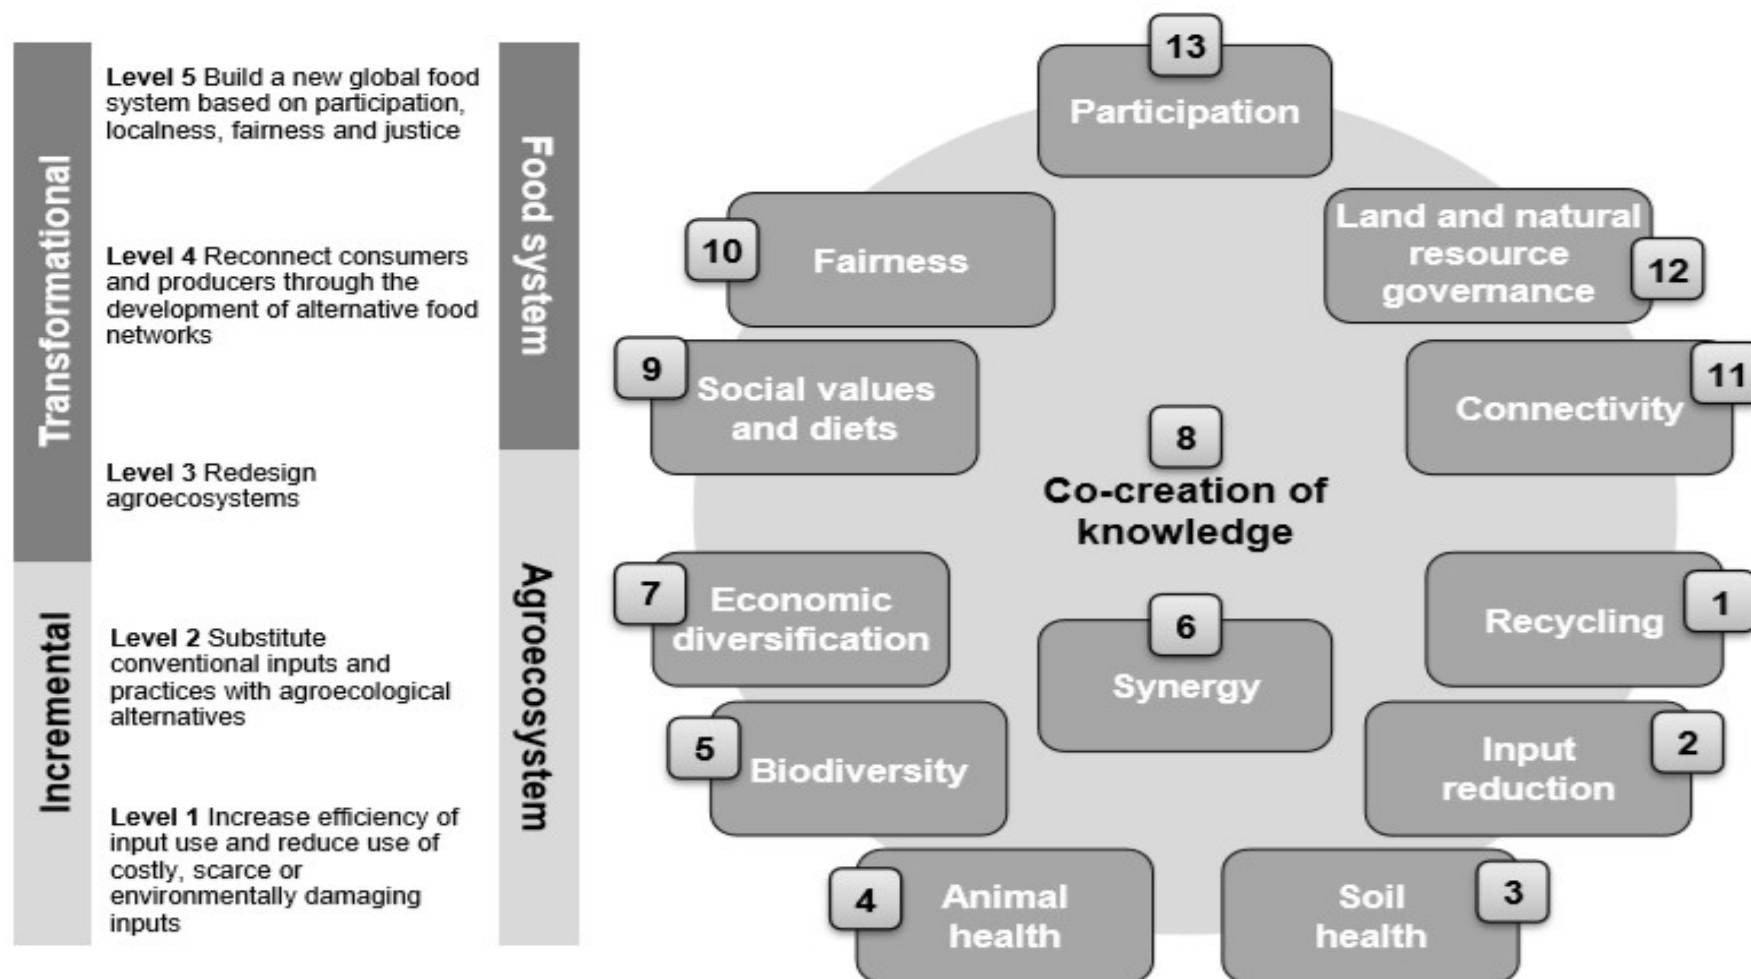 Transformational
Incremental
Level 5 Build a new global food
system based on participation,
localness, fairness and justice
Level 4 Reconnect consumers
and producers through the
development of alternative food
networks
Level 3 Redesign
agroecosystems
Level 2 Substitute
conventional inputs and
practices with agroecological
alternatives
Level 1 Increase efficiency of
input use and reduce use of
costly, scarce or
environmentally damaging
inputs
Food system
Agroecosystem
13
Participation
10
Fairness
Land and natural
resource
governance
12
9
Social values
and diets
11
Connectivity
8
Co-creation of
knowledge
7
Economic
diversification
6
Synergy
1
Recycling
5
Biodiversity
2
Input
reduction
4
Animal
health
3
Soil
health